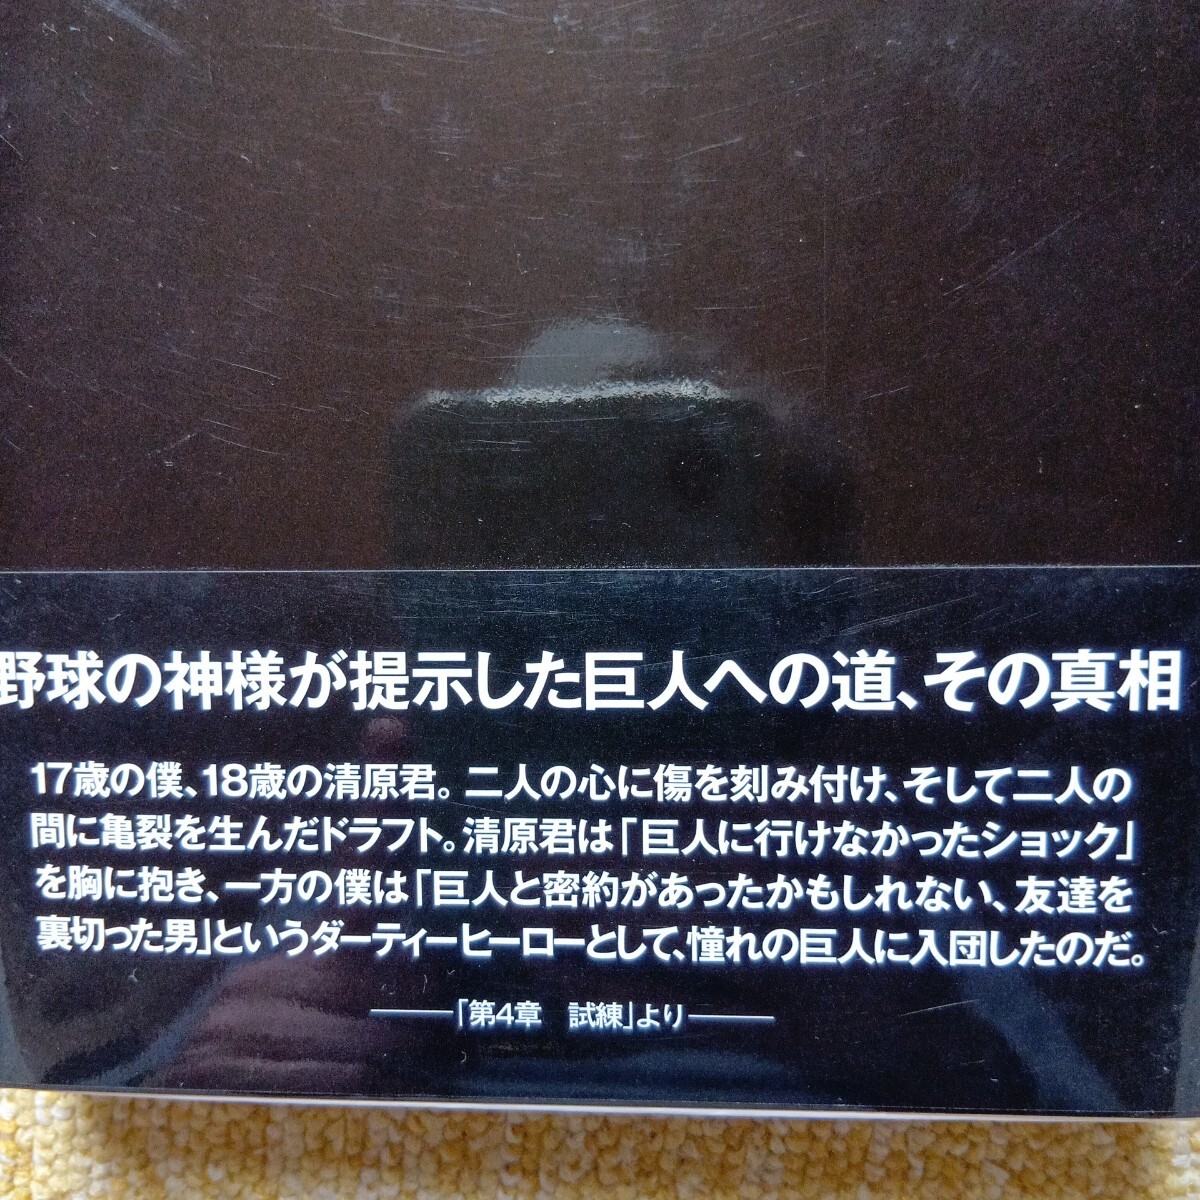 野球の神様が提示した巨人への道、その真相
17歳の僕、18歳の清原君。二人の心に傷を刻み付け、そして二人の
間に亀裂を生んだドラフト。清原君は「巨人に行けなかったショック」
を胸に抱き、一方の僕は「巨人と密約があったかもしれない、友達を
裏切った男」というダーティーヒーローとして、憧れの巨人に入団したのだ。
――「第4章　試練」より――